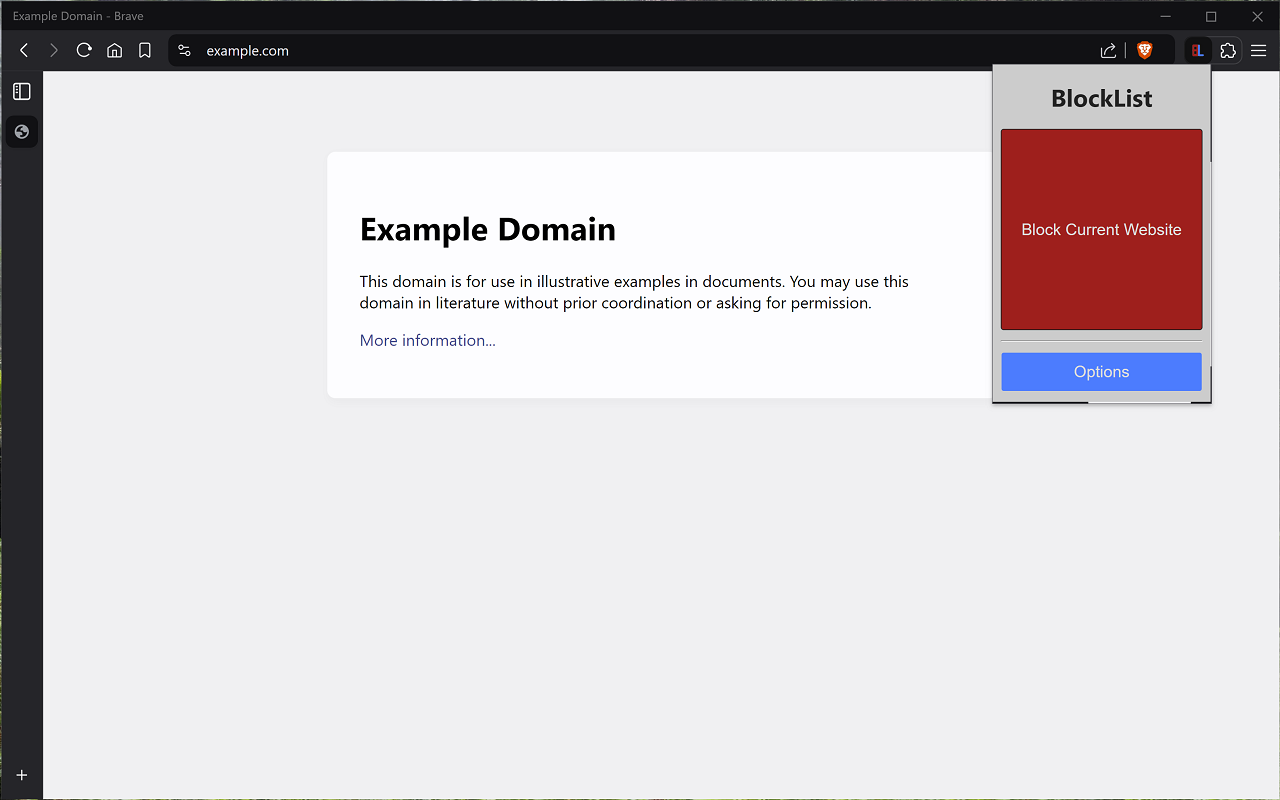 Example Domain - Brave
example.com
BL
BlockList
Block Current Website
Options
Example Domain
This domain is for use in illustrative examples in documents. You may use this
domain in literature without prior coordination or asking for permission.
More information...